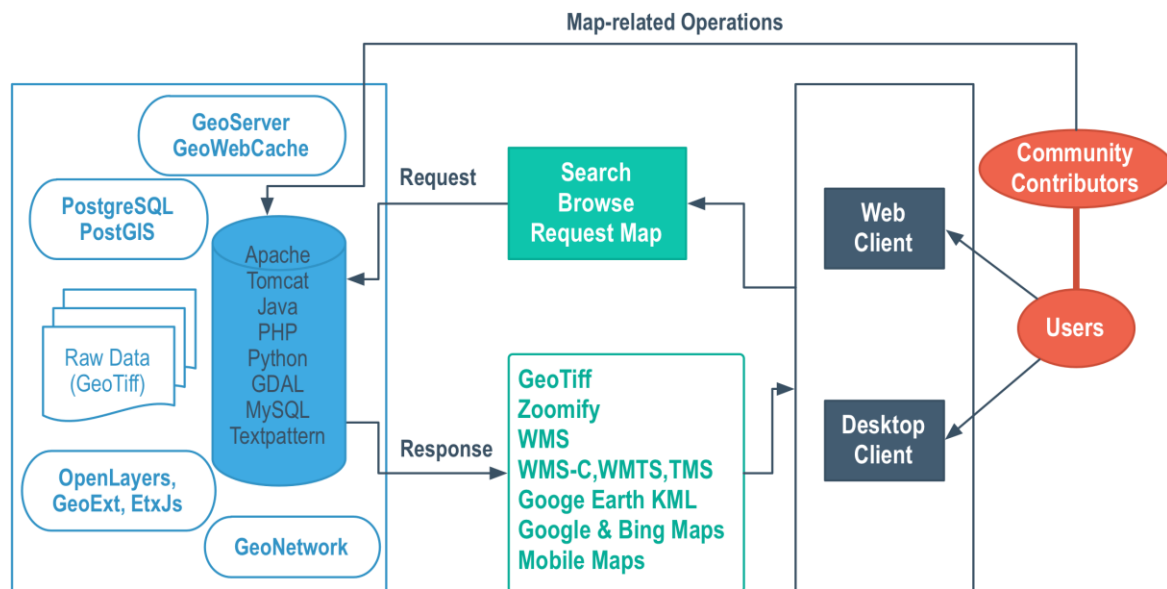 Map-related Operations
GeoServer
GeoWebCache
PostgreSQL
PostGIS
Raw Data
(GeoTiff)
OpenLayers,
GeoExt, EtxJs
GeoNetwork
Apache
Tomcat
Java
PHP
Python
GDAL
MySQL
Textpattern
Request
Search
Browse
Request Map
Response
GeoTiff
Zoomify
WMS
WMS-C,WMTS,TMS
Googe Earth KML
Google & Bing Maps
Mobile Maps
Web
Client
Desktop
Client
Community
Contributors
Users